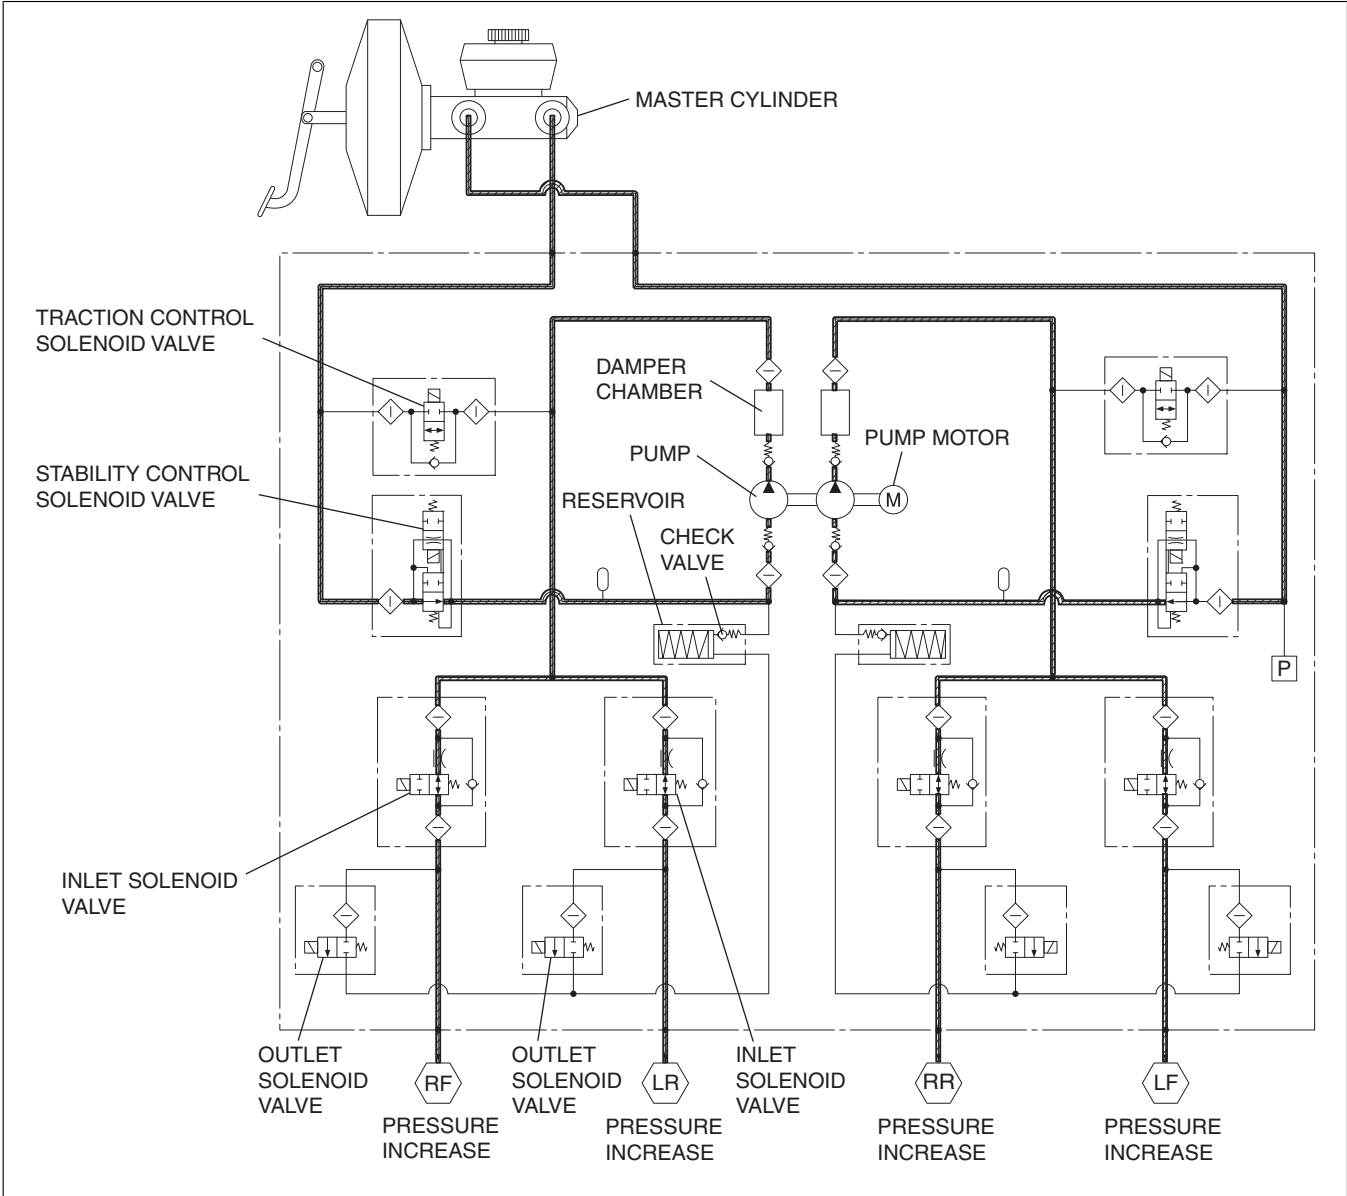 MASTER CYLINDER
TRACTION CONTROL
SOLENOID VALVE
DAMPER
CHAMBER
PUMP MOTOR
PUMP
STABILITY CONTROL
SOLENOID VALVE
RESERVOIR
M
CHECK
VALVE
P
INLET SOLENOID
VALVE
OUTLET
SOLENOID
VALVE
RF
PRESSURE
INCREASE
OUTLET
SOLENOID
VALVE
LR
PRESSURE
INCREASE
INLET
SOLENOID
VALVE
RR
PRESSURE
INCREASE
LF
PRESSURE
INCREASE